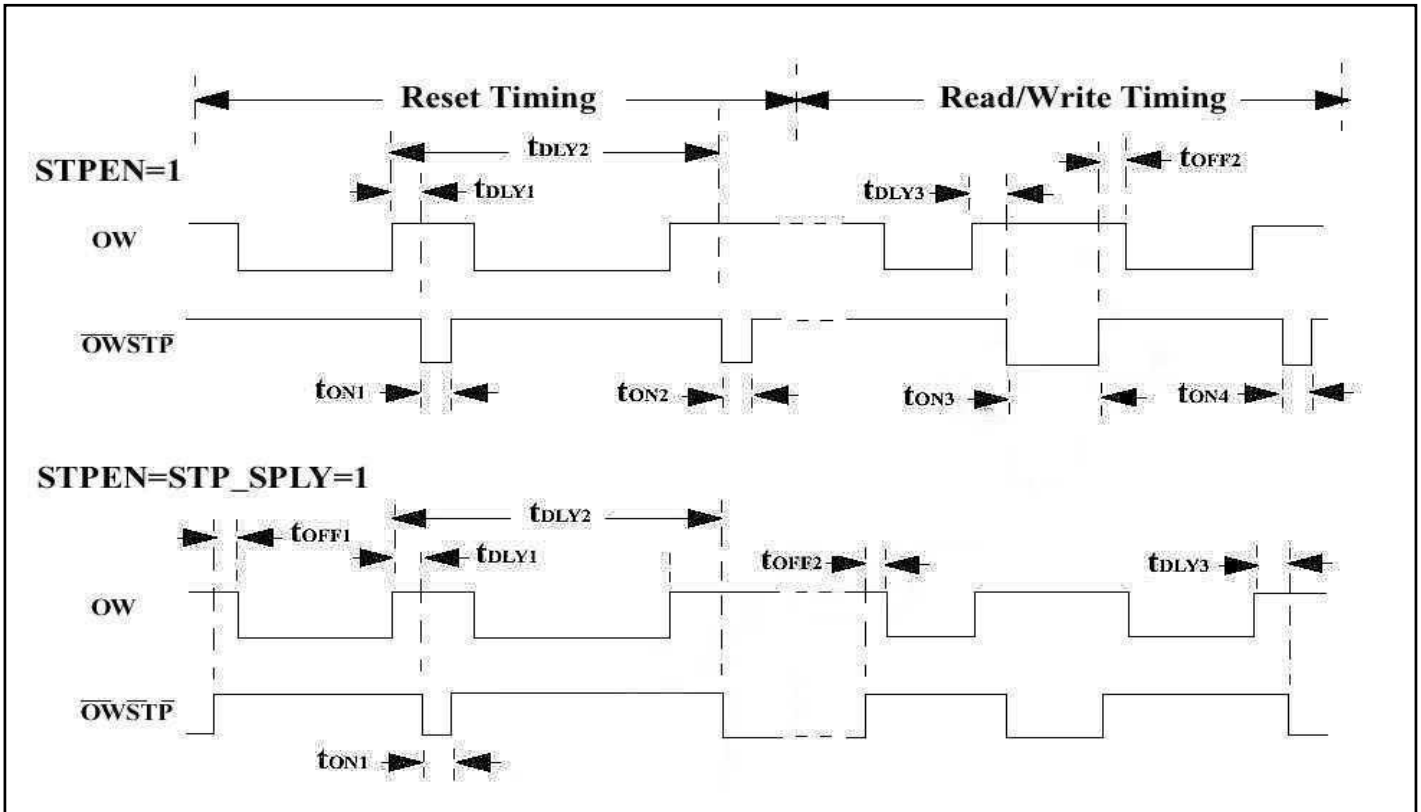 Reset Timing
Read/Write Timing
tDLY2
tOFF2
STPEN=1
tDLY1
tDLY3
OW
OWSTP
tON1
tON2
tON3
tON4
STPEN=STP_SPLY=1
tDLY2
tOFF1
tDLY1
tOFF2
tDLY3
OW
OWSTP
tON1